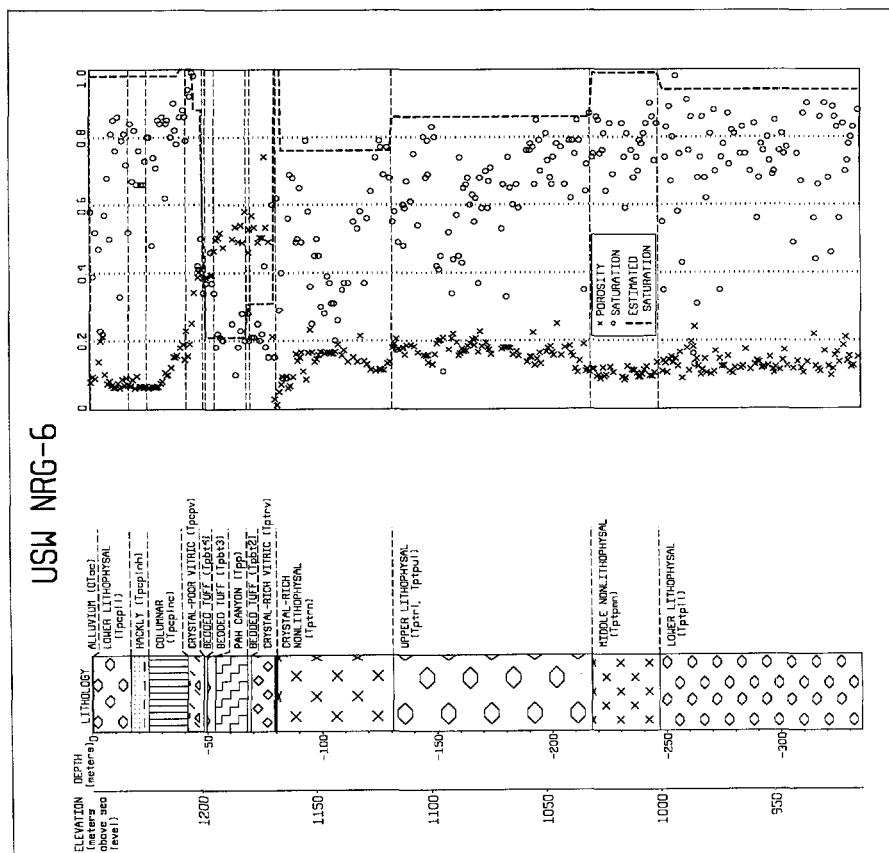 USW NRG-6
0
0.2
0.4
0.6
0.8
1.0
× POROSITY
○ SATURATION
ESTIMATED
SATURATION
ALLUVIUM (QTac)
LOWER LITHOPHYSAL
(Tpcpll)
HACKLY (Tpcplnh)
COLUMNAR
(Tpcplnc)
CRYSTAL-POOR VITRIC (Tpcpv)
BEDDED TUFF (Tpbt4)
BEDDED TUFF (Tpbt3)
PAH CANYON (Tpp)
BEDDED TUFF (Tpbt2)
CRYSTAL-RICH VITRIC (Tptrv)
CRYSTAL-RICH
NONLITHOPHYSAL
(Tptrn)
UPPER LITHOPHYSAL
(Tptrl, Tptpul)
MIDDLE NONLITHOPHYSAL
(Tptpmn)
LOWER LITHOPHYSAL
(Tptpll)
LITHOLOGY
DEPTH
(meters)
0
-50
-100
-150
-200
-250
-300
ELEVATION
(meters
above sea
level)
1200
1150
1100
1050
1000
950